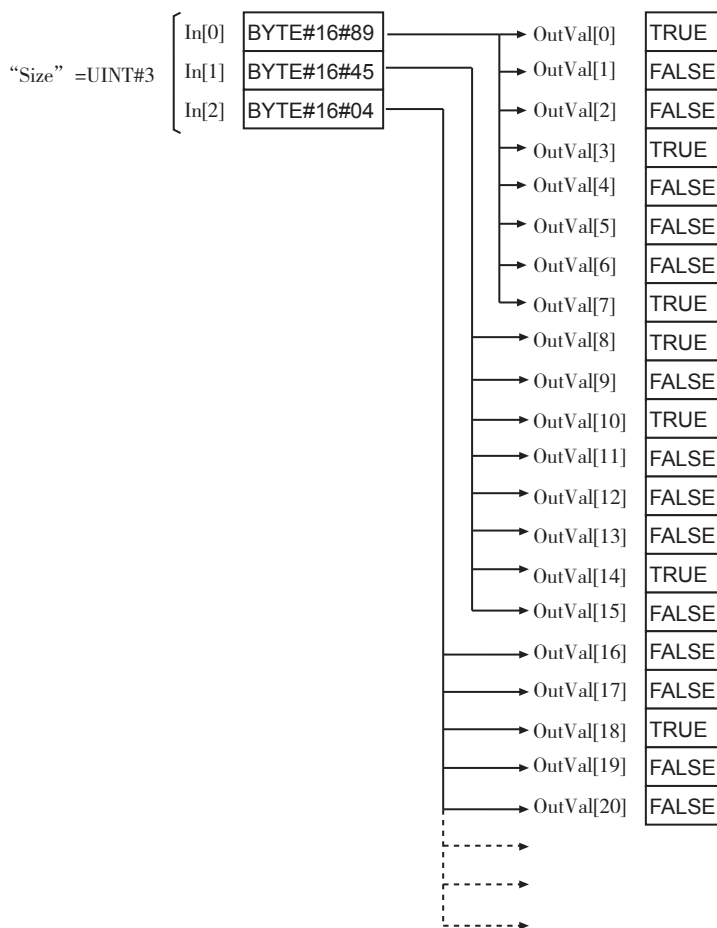 In[0] BYTE#16#89 OutVal[0] TRUE
“Size” =UINT#3 In[1] BYTE#16#45 OutVal[1] FALSE
In[2] BYTE#16#04 OutVal[2] FALSE
OutVal[3] TRUE
OutVal[4] FALSE
OutVal[5] FALSE
OutVal[6] FALSE
OutVal[7] TRUE
OutVal[8] TRUE
OutVal[9] FALSE
OutVal[10] TRUE
OutVal[11] FALSE
OutVal[12] FALSE
OutVal[13] FALSE
OutVal[14] TRUE
OutVal[15] FALSE
OutVal[16] FALSE
OutVal[17] FALSE
OutVal[18] TRUE
OutVal[19] FALSE
OutVal[20] FALSE